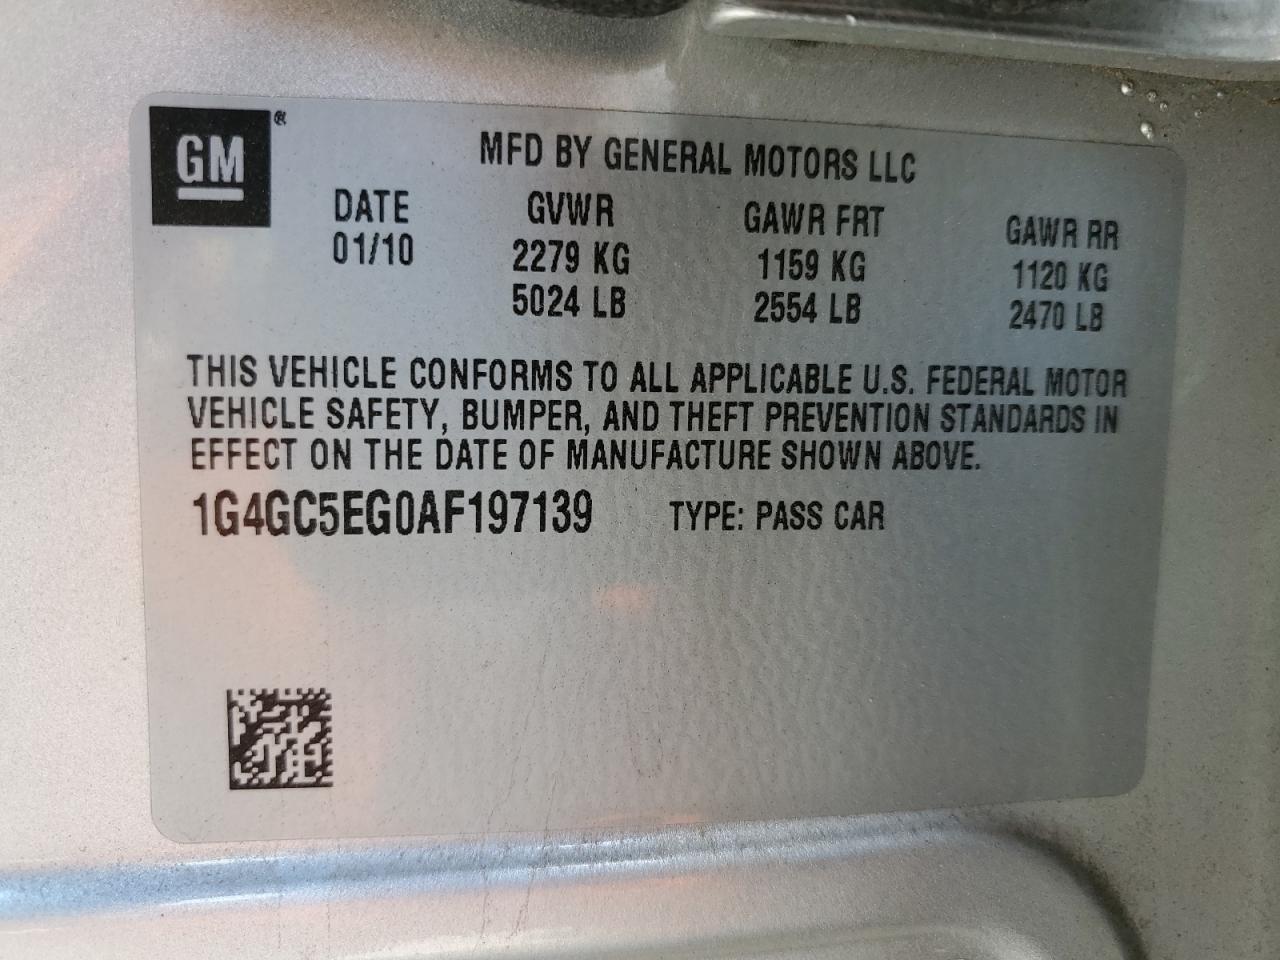 GM®
MFD BY GENERAL MOTORS LLC
DATE GVWR GAWR FRT GAWR RR
01/10 2279 KG 1159 KG 1120 KG
5024 LB 2554 LB 2470 LB
THIS VEHICLE CONFORMS TO ALL APPLICABLE U.S. FEDERAL MOTOR
VEHICLE SAFETY, BUMPER, AND THEFT PREVENTION STANDARDS IN
EFFECT ON THE DATE OF MANUFACTURE SHOWN ABOVE.
1G4GC5EG0AF197139 TYPE: PASS CAR